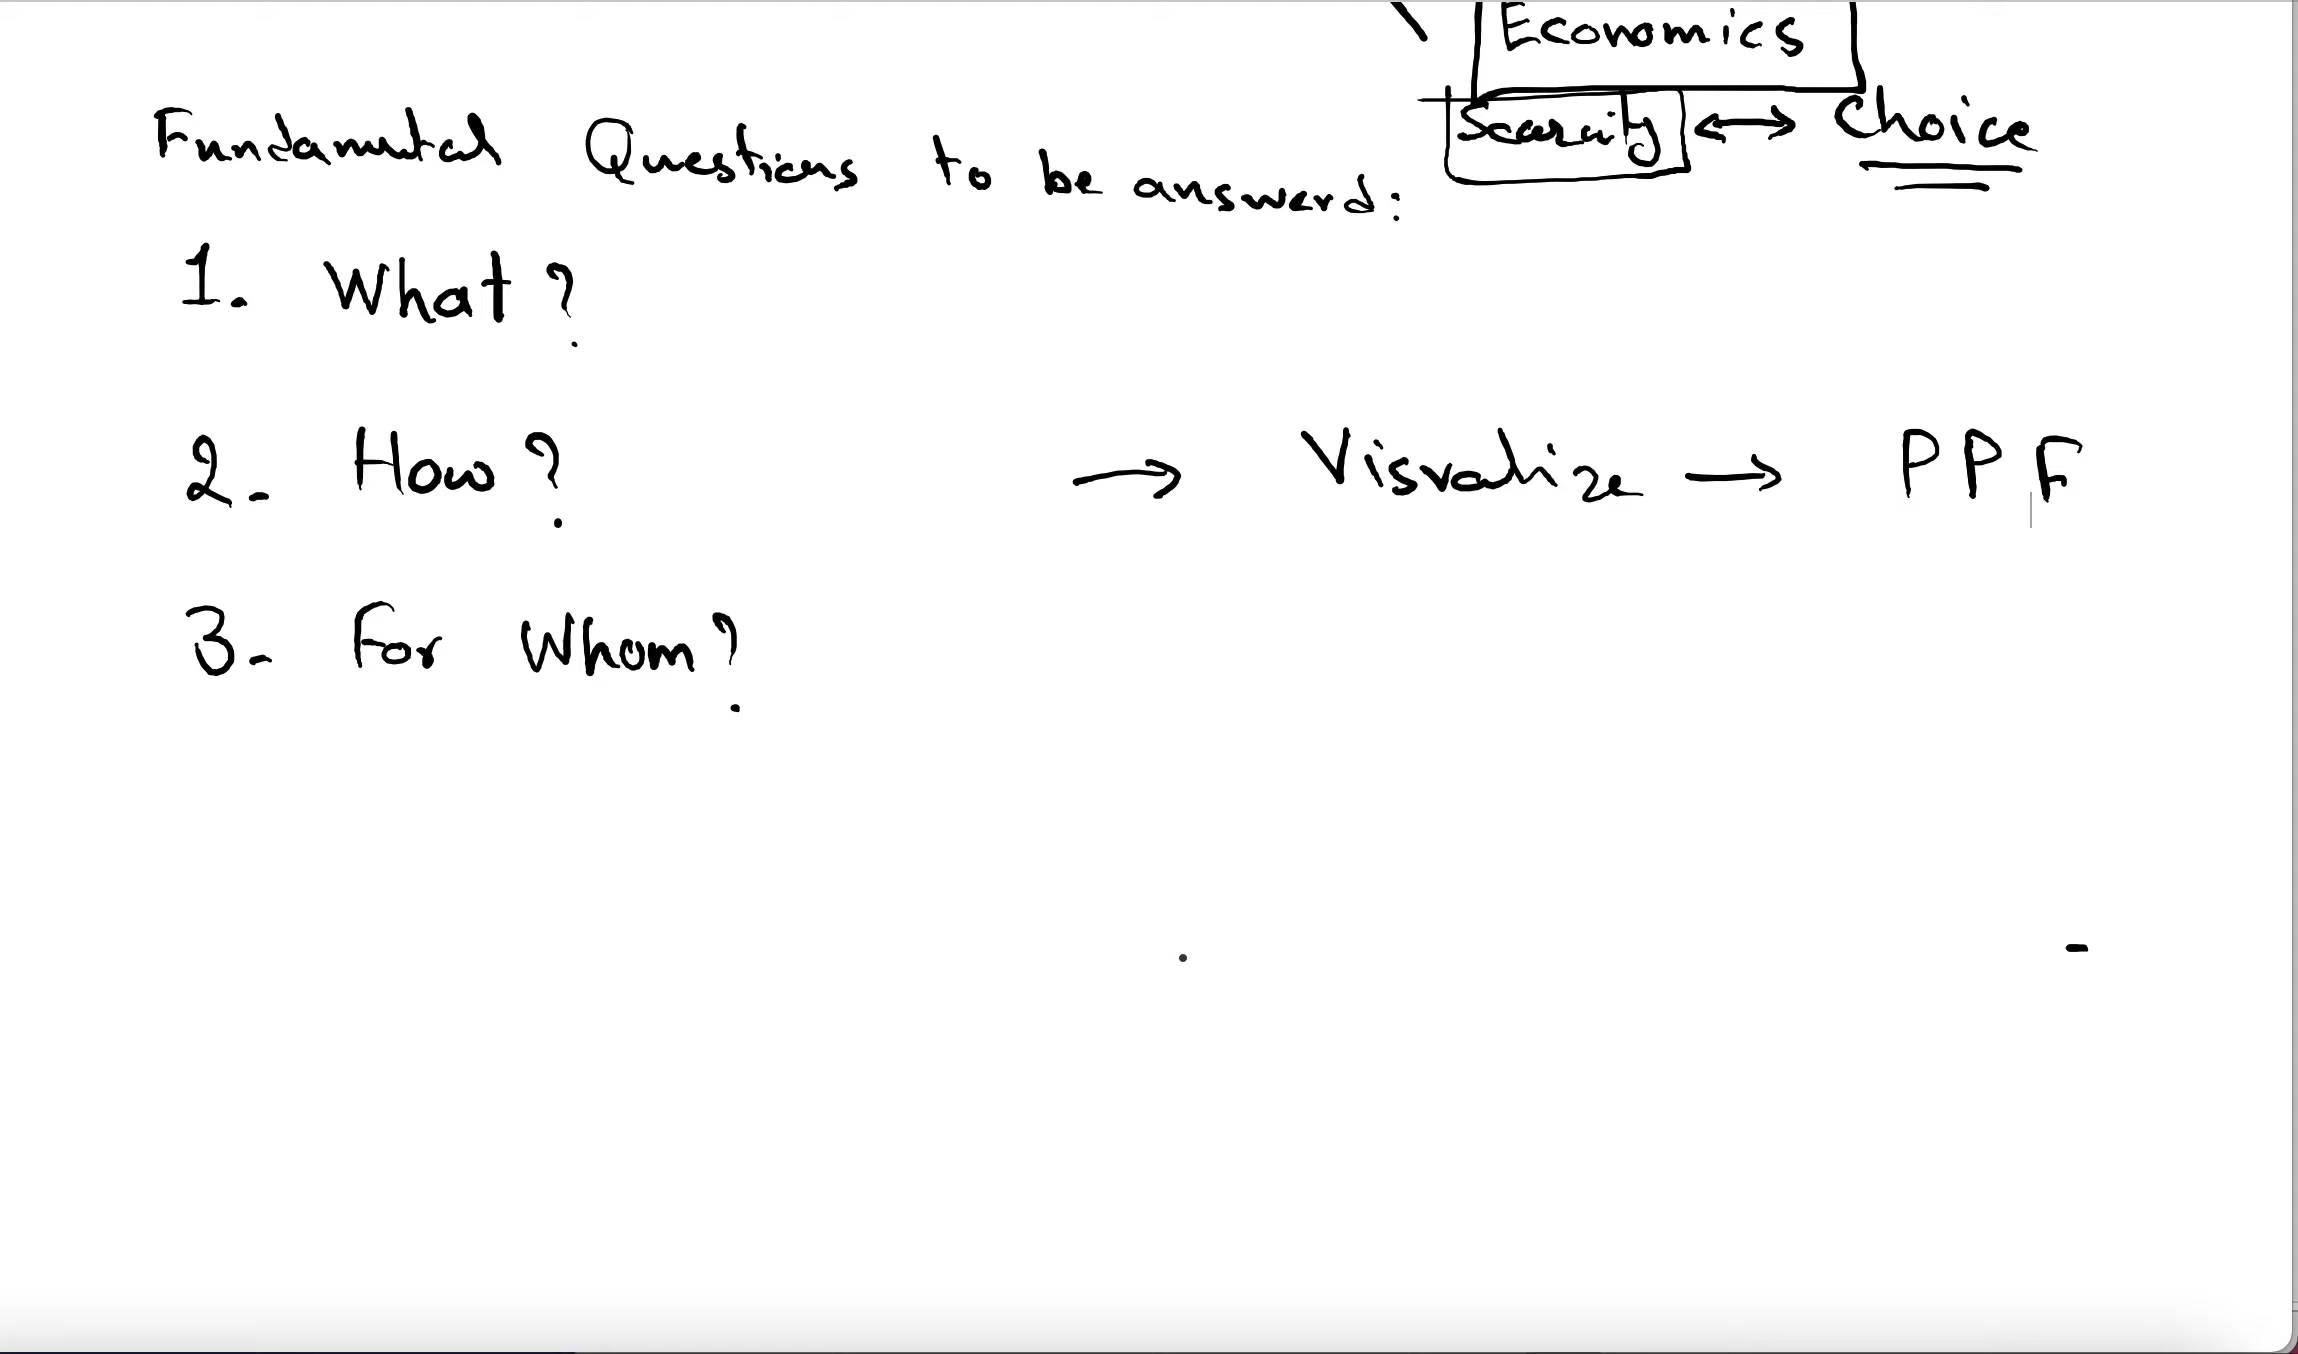 Economics
Scarcity ↔ Choice
Fundamental Questions to be answerd:
1. What?
2. How? → Visualize → PPF
3. For Whom?